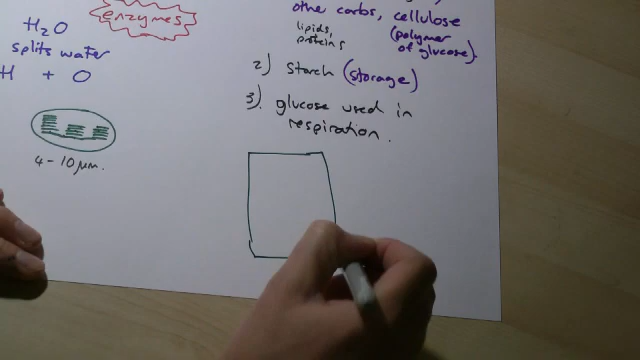 H₂O
enzymes
splits water
H + O
4 - 10 μm.
other carbs, cellulose
lipids,
proteins
(polymer
of glucose).
2) starch (storage)
3). glucose used in
respiration.